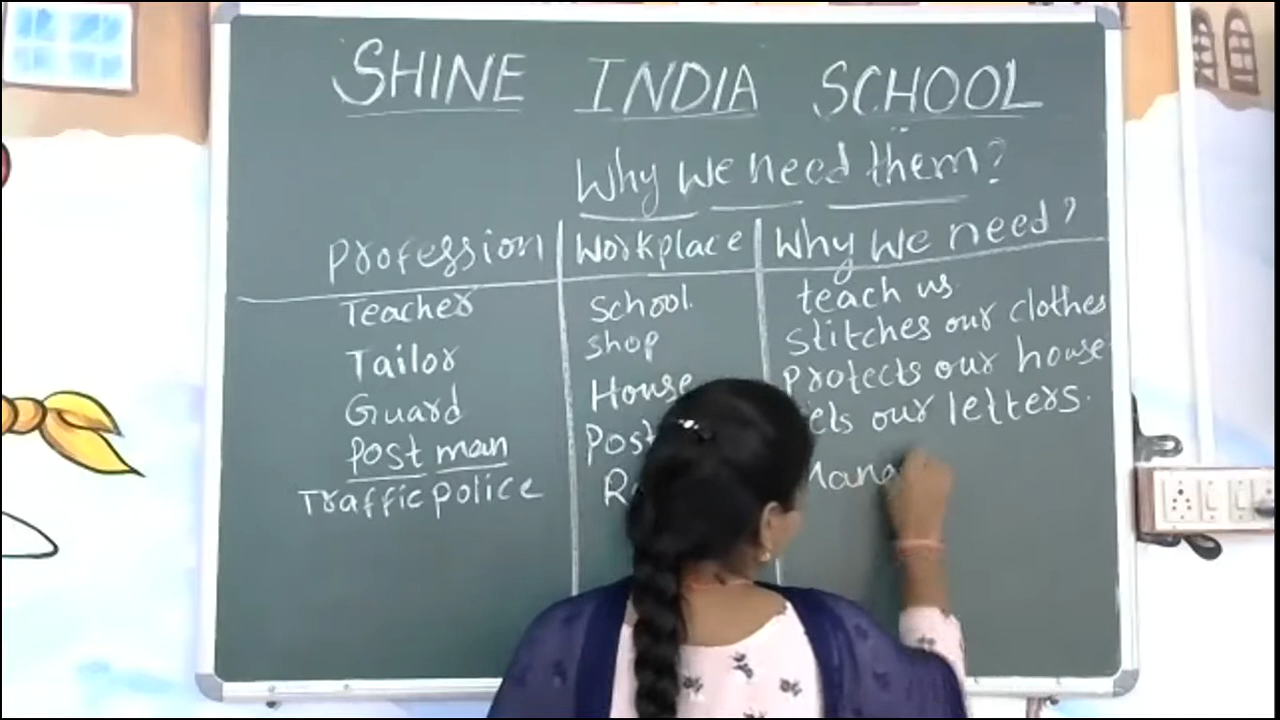 SHINE INDIA SCHOOL
Why we need them?
Profession Workplace Why we need?
Teacher School. teach us.
Tailor shop stitches our clothes
Guard House Protects our house.
Post man Post our letters.
Traffic police